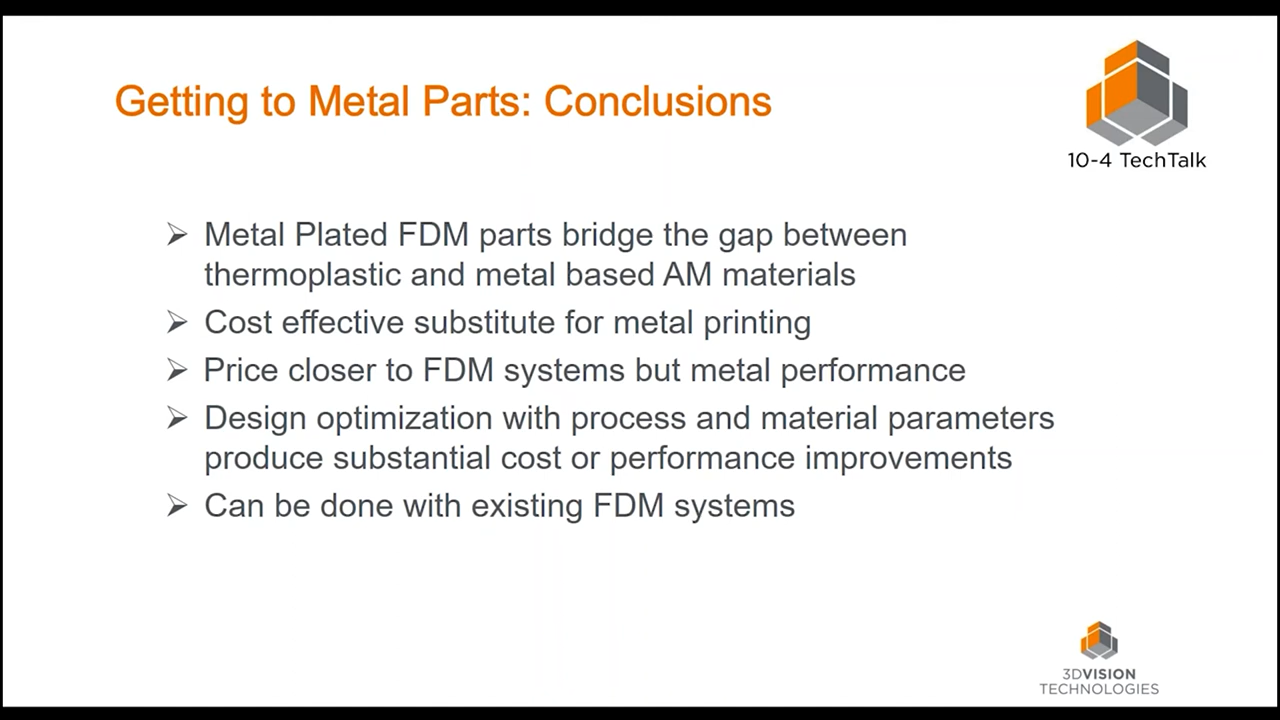 Getting to Metal Parts: Conclusions
10-4 TechTalk
Metal Plated FDM parts bridge the gap between
thermoplastic and metal based AM materials
Cost effective substitute for metal printing
Price closer to FDM systems but metal performance
Design optimization with process and material parameters
produce substantial cost or performance improvements
Can be done with existing FDM systems
3DVISION
TECHNOLOGIES